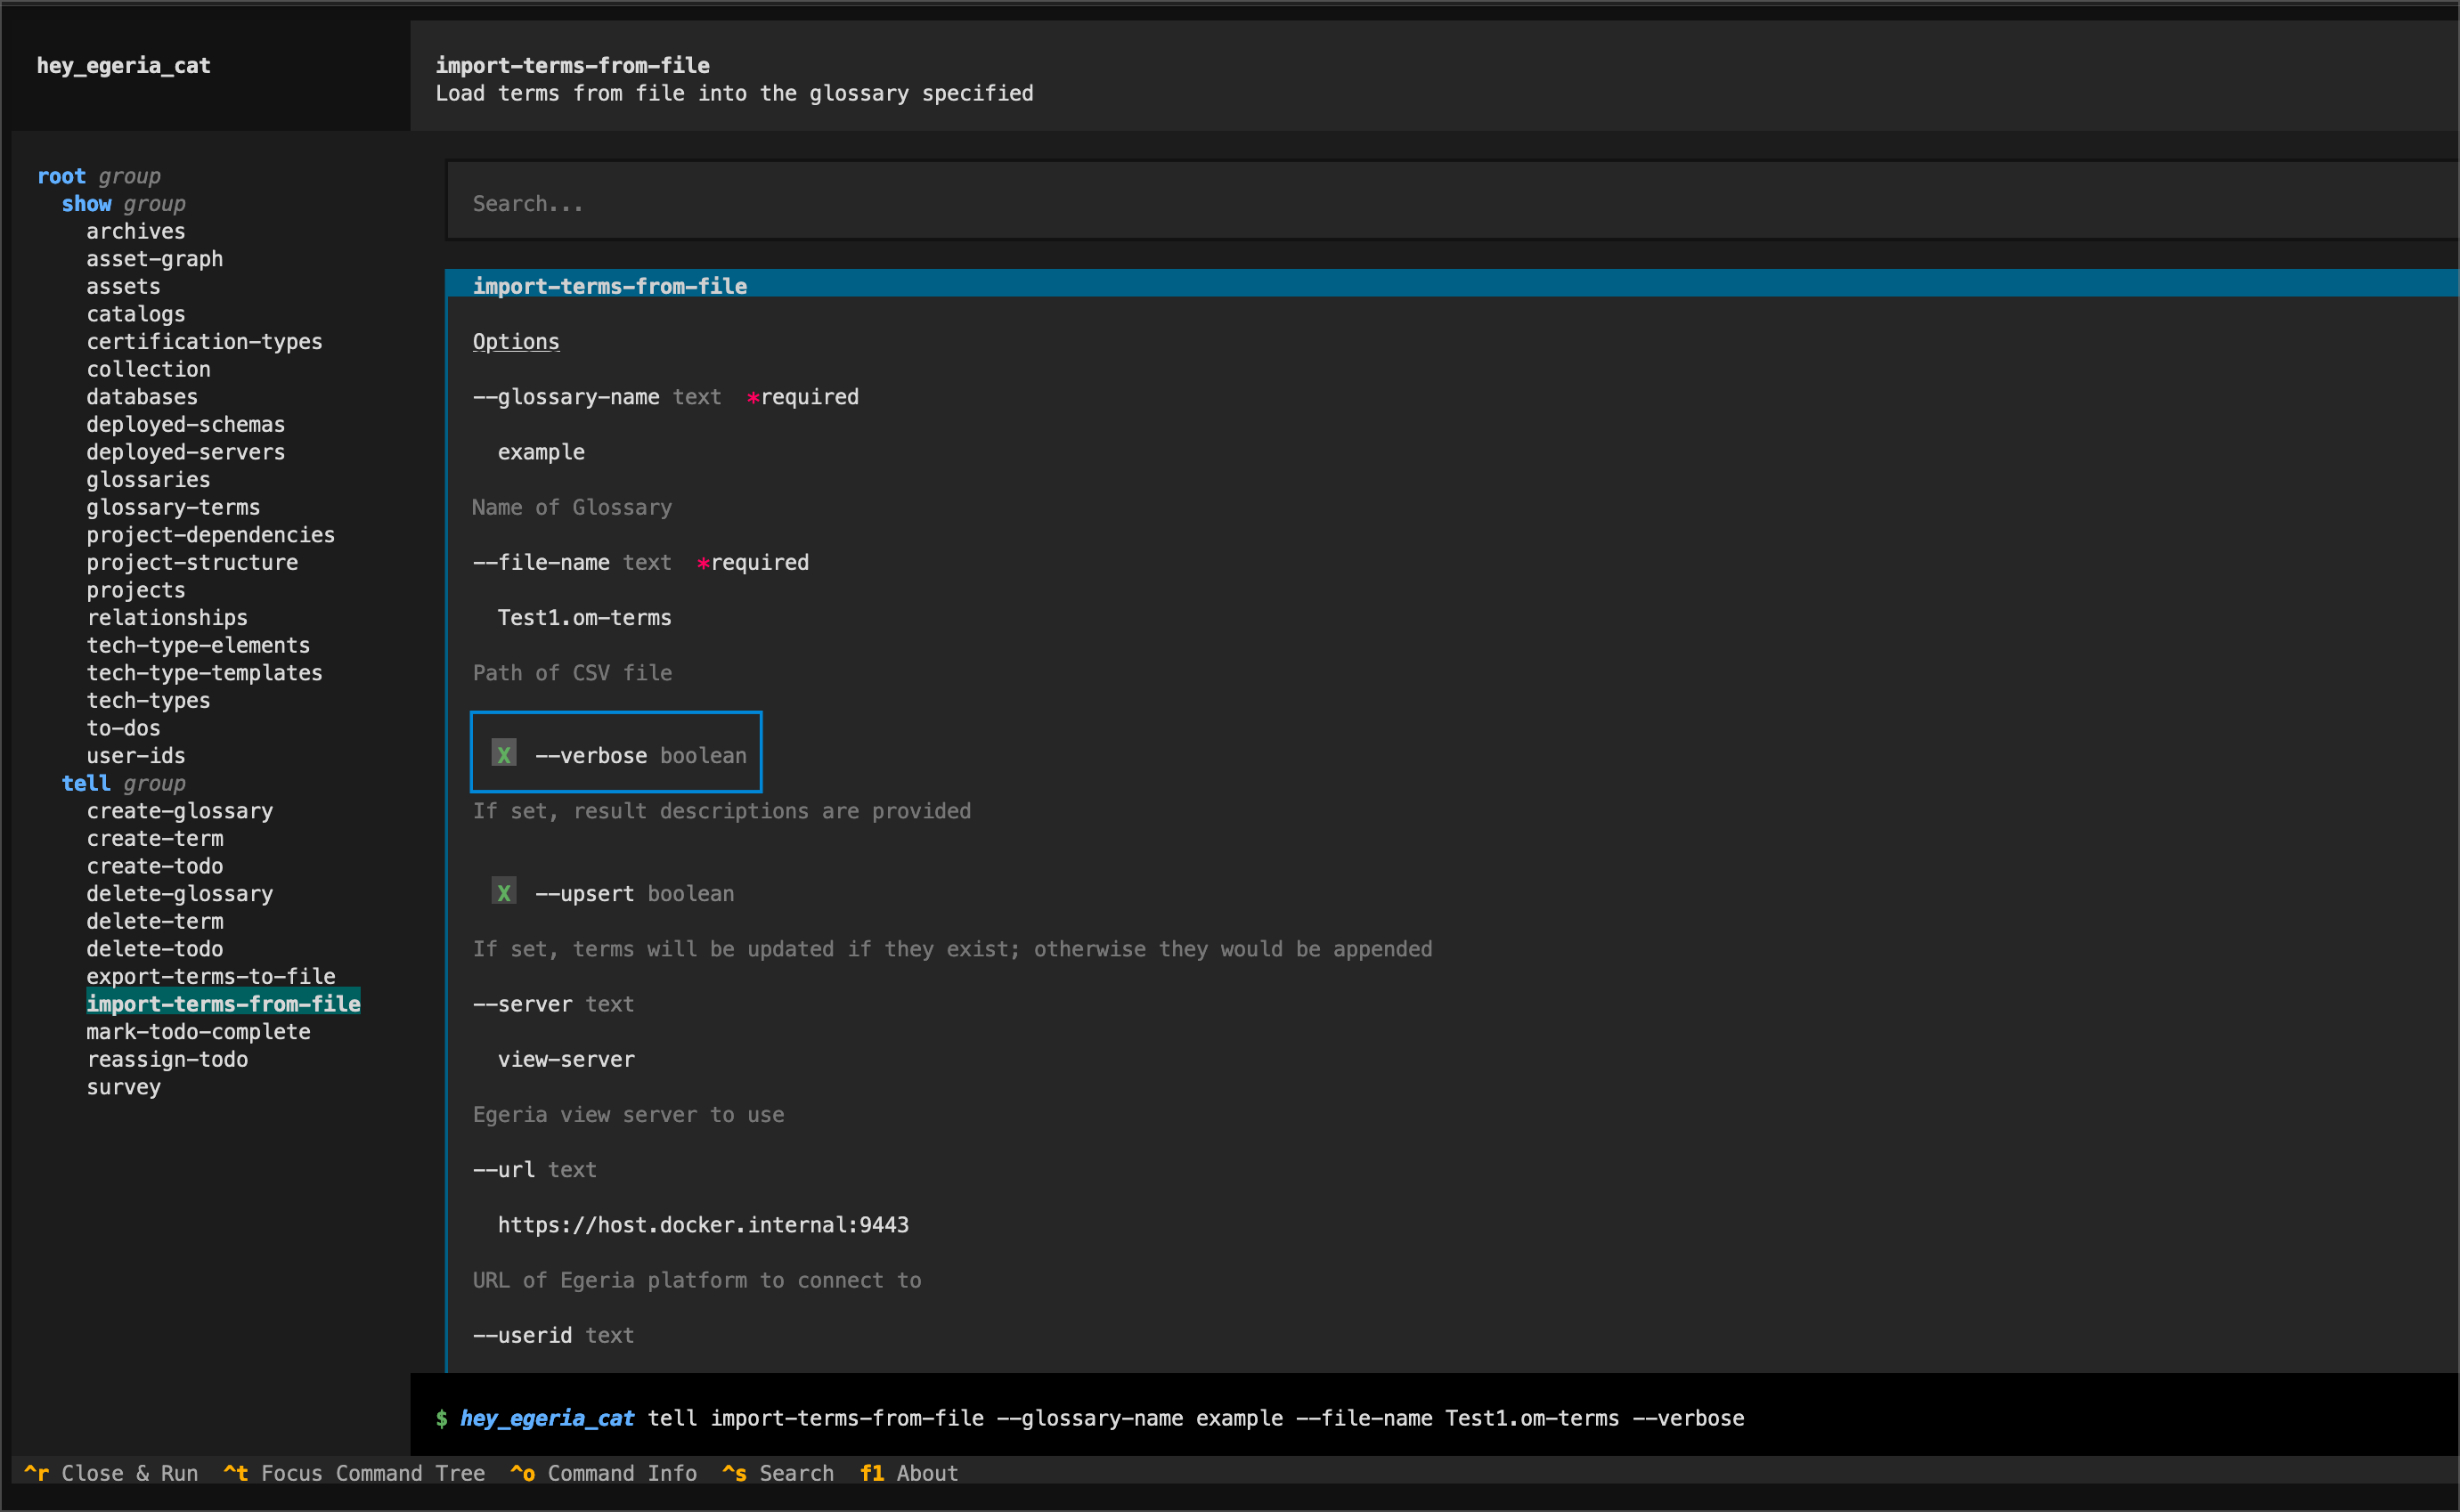 hey_egeria_cat
import-terms-from-file
Load terms from file into the glossary specified
root group
show group
archives
asset-graph
assets
catalogs
certification-types
collection
databases
deployed-schemas
deployed-servers
glossaries
glossary-terms
project-dependencies
project-structure
projects
relationships
tech-type-elements
tech-type-templates
tech-types
to-dos
user-ids
tell group
create-glossary
create-term
create-todo
delete-glossary
delete-term
delete-todo
export-terms-to-file
import-terms-from-file
mark-todo-complete
reassign-todo
survey
Search...
import-terms-from-file
Options
--glossary-name text *required
example
Name of Glossary
--file-name text *required
Test1.om-terms
Path of CSV file
X --verbose boolean
If set, result descriptions are provided
X --upsert boolean
If set, terms will be updated if they exist; otherwise they would be appended
--server text
view-server
Egeria view server to use
--url text
https://host.docker.internal:9443
URL of Egeria platform to connect to
--userid text
$ hey_egeria_cat tell import-terms-from-file --glossary-name example --file-name Test1.om-terms --verbose
^r Close & Run ^t Focus Command Tree ^o Command Info ^s Search f1 About